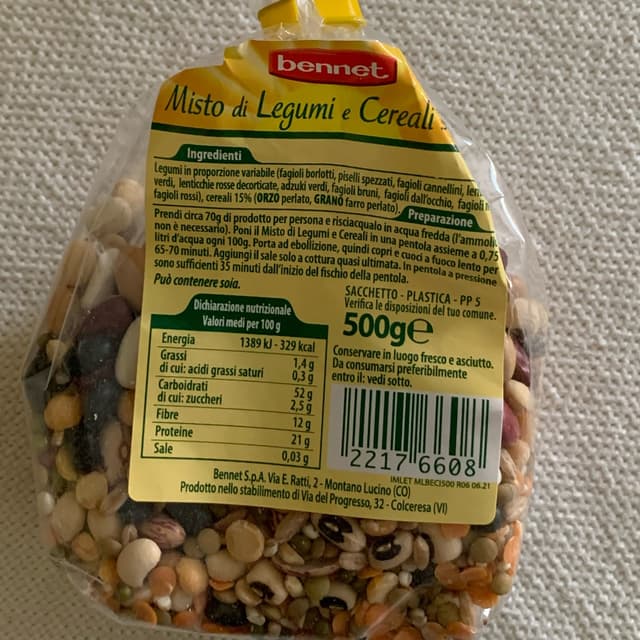 bennet
Misto di Legumi e Cereali
Ingredienti
Legumi in proporzione variabile (fagioli borlotti, piselli spezzati, fagioli cannellini,
verdi, lenticchie rosse decorticate, adzuki verdi, fagioli bruni, fagioli dall'occhio,
fagioli rossi), cereali 15% (ORZO perlato, GRANO farro perlato).
Preparazione
Prendi circa 70g di prodotto per persona e risciacqualo in acqua fredda
non è necessario). Poni il Misto di Legumi e Cereali in una pentola assieme a 0,75
litri d'acqua ogni 100g. Porta ad ebollizione, quindi copri e cuoci a fuoco lento per
65-70 minuti. Aggiungi il sale solo a cottura quasi ultimata. In pentola a pressione
sono sufficienti 35 minuti dall'inizio del fischio della pentola.
Può contenere soia.
Dichiarazione nutrizionale
Valori medi per 100 g
Energia 1389 kJ - 329 kcal
Grassi 1,4 g
di cui: acidi grassi saturi 0,3 g
Carboidrati 52 g
di cui: zuccheri 2,5 g
Fibre 12 g
Proteine 21 g
Sale 0,03 g
SACCHETTO - PLASTICA - PP 5
Verifica le disposizioni del tuo comune.
500g℮
Conservare in luogo fresco e asciutto.
Da consumarsi preferibilmente
entro il: vedi sotto.
2217 6608
IMLET MLBECI500 R06 06.21
Bennet S.p.A. Via E. Ratti, 2 - Montano Lucino (CO)
Prodotto nello stabilimento di Via del Progresso, 32 - Colceresa (VI)